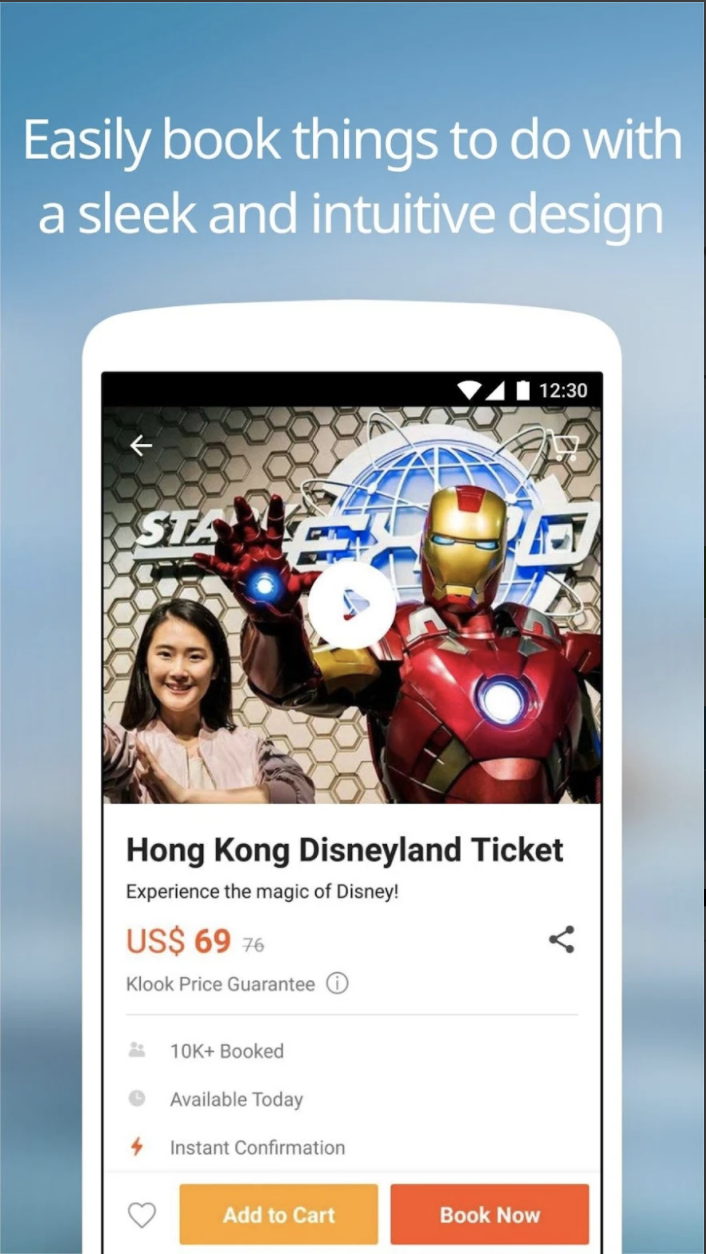 Easily book things to do with
a sleek and intuitive design
12:30
STARK
EXPO
Hong Kong Disneyland Ticket
Experience the magic of Disney!
US$ 69 76
Klook Price Guarantee
10K+ Booked
Available Today
Instant Confirmation
Add to Cart
Book Now